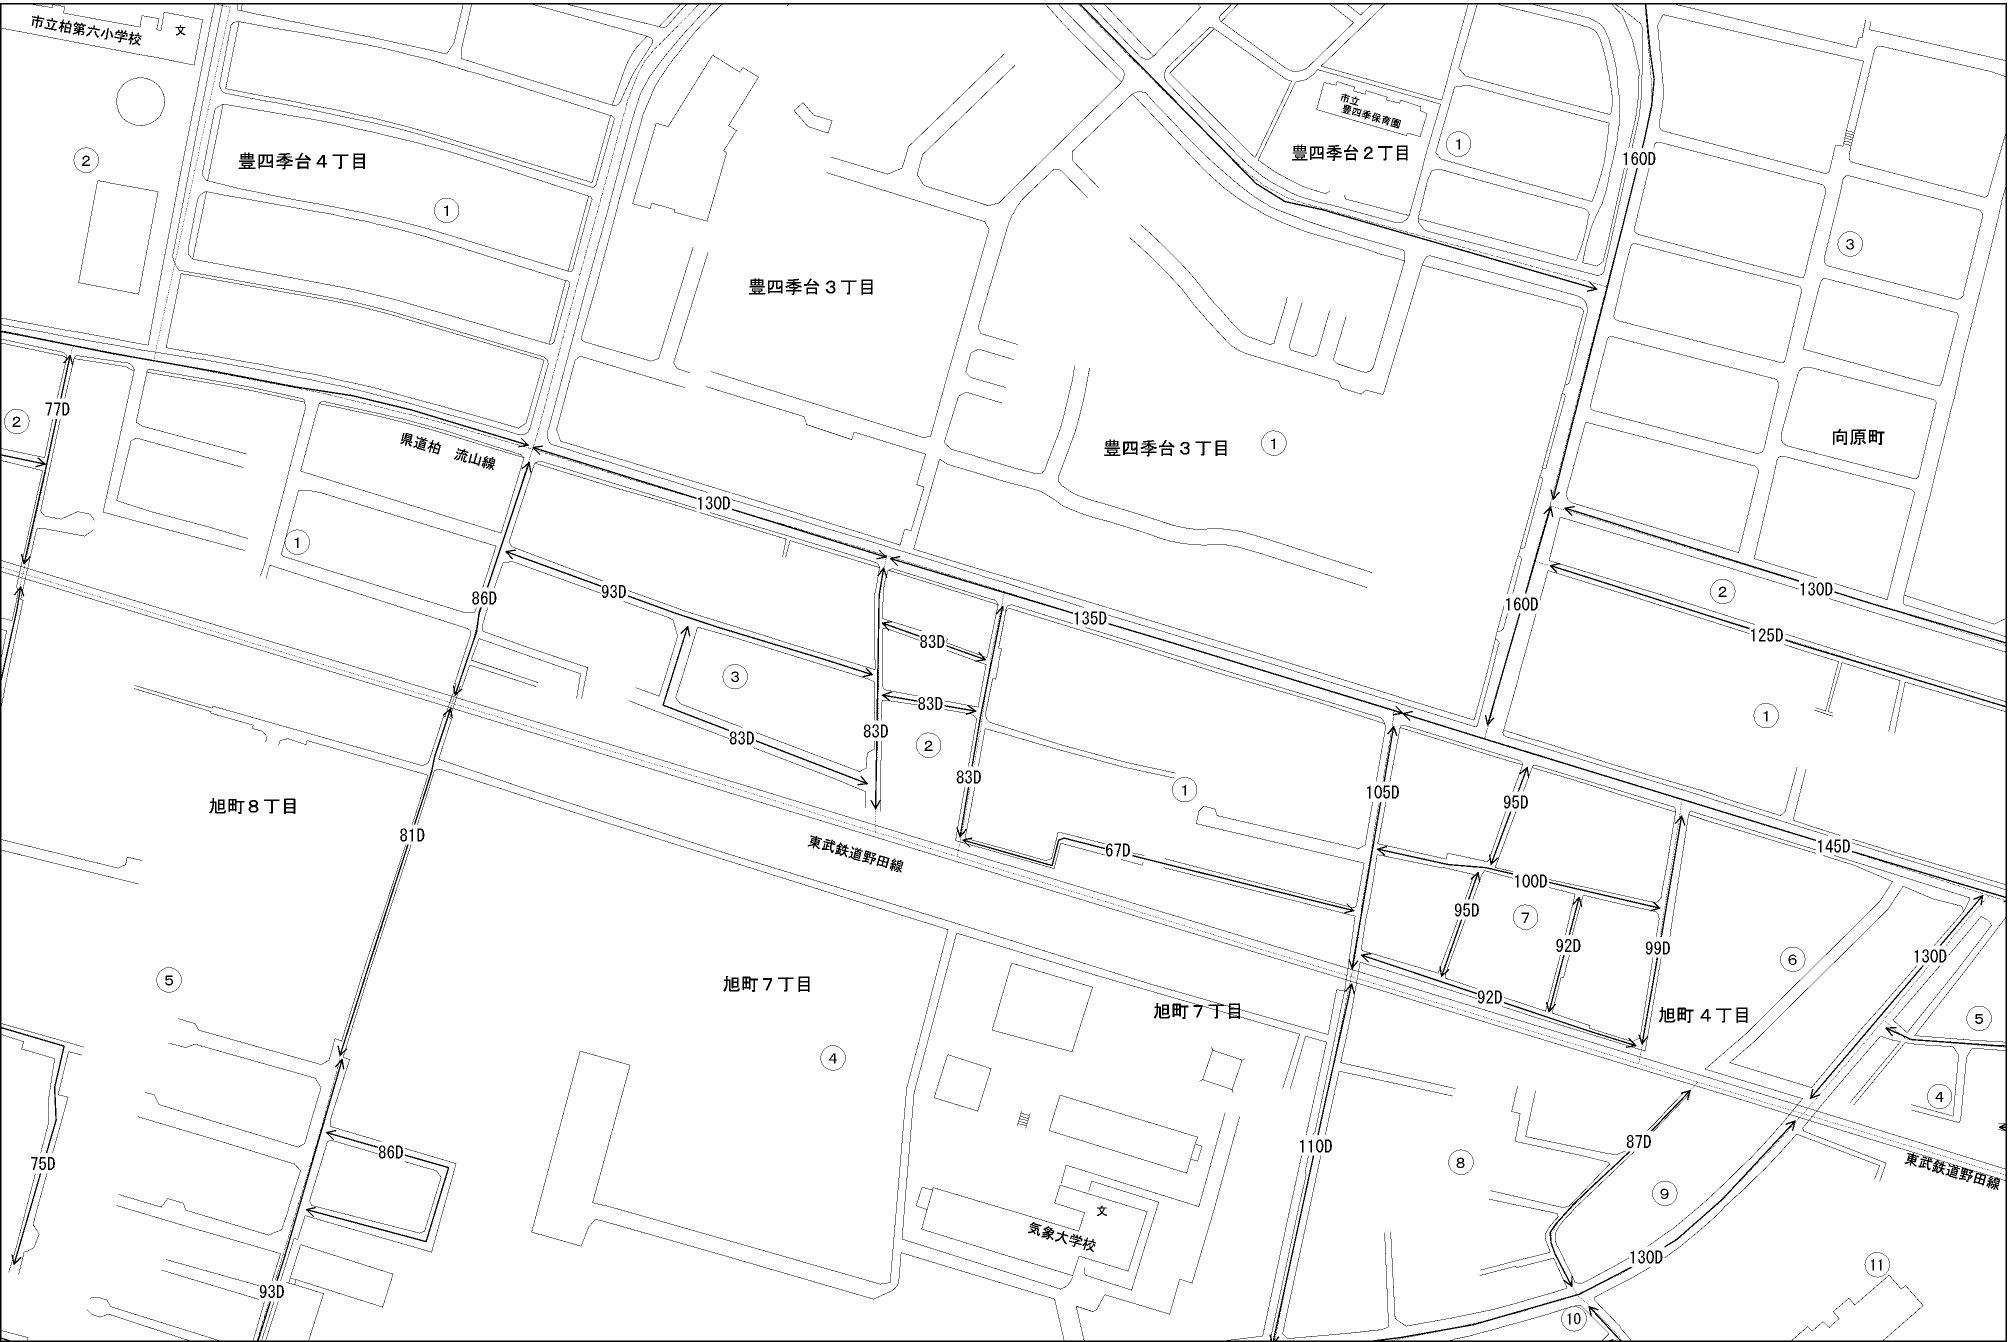 市立柏第六小学校
文
②
豊四季台４丁目
①
豊四季台３丁目
市立
豊四季保育園
豊四季台２丁目
①
160D
③
77D
②
県道柏　流山線
130D
豊四季台３丁目
①
向原町
①
86D
93D
135D
160D
②
130D
125D
83D
③
83D
83D
83D
②
83D
①
①
旭町８丁目
81D
東武鉄道野田線
83D
67D
105D
95D
100D
95D
⑦
92D
99D
145D
⑥
130D
⑤
旭町７丁目
旭町７丁目
92D
旭町４丁目
⑤
④
④
75D
86D
110D
⑧
87D
⑨
東武鉄道野田線
文
気象大学校
130D
⑪
93D
⑩